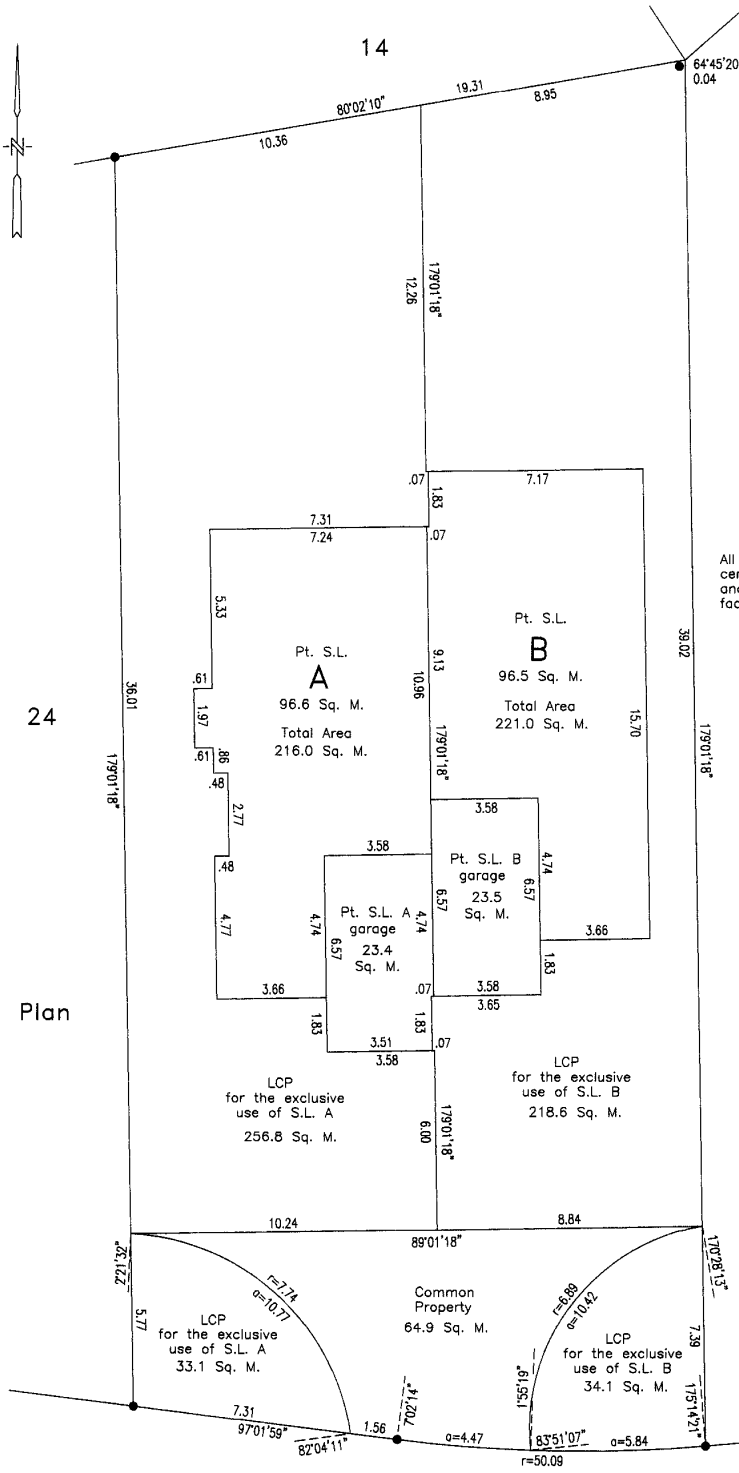 14
64°45'20
0.04
19.31
80°02'10"
8.95
10.36
N
179°01'18"
12.26
.07
7.17
1.83
7.31
7.24
.07
All
cer
and
fac
5.33
Pt. S.L.
B
96.5 Sq. M.
Total Area
221.0 Sq. M.
9.13
39.02
Pt. S.L.
A
96.6 Sq. M.
Total Area
216.0 Sq. M.
10.96
.61
36.01
1.97
15.70
24
.61
.86
179°01'18"
179°01'18"
179°01'18"
.48
3.58
2.77
3.58
.48
Pt. S.L. B
garage
23.5
Sq. M.
4.74
6.57
6.57
Pt. S.L. A
garage
23.4
Sq. M.
4.74
4.74
6.57
4.77
3.66
1.83
3.66
.07
3.58
3.65
Plan
1.83
1.83
3.51
3.58
.07
LCP
for the exclusive
use of S.L. A
256.8 Sq. M.
LCP
for the exclusive
use of S.L. B
218.6 Sq. M.
179°01'18"
6.00
10.24
8.84
89°01'18"
2°21'32"
170°28'13"
r=7.74
a=10.77
r=6.89
a=10.42
Common
Property
64.9 Sq. M.
5.77
7.39
LCP
for the exclusive
use of S.L. A
33.1 Sq. M.
LCP
for the exclusive
use of S.L. B
34.1 Sq. M.
1°55'19"
7°02'14"
175°14'21"
7.31
97°01'59"
1.56
82°04'11"
a=4.47
83°51'07"
a=5.84
r=50.09